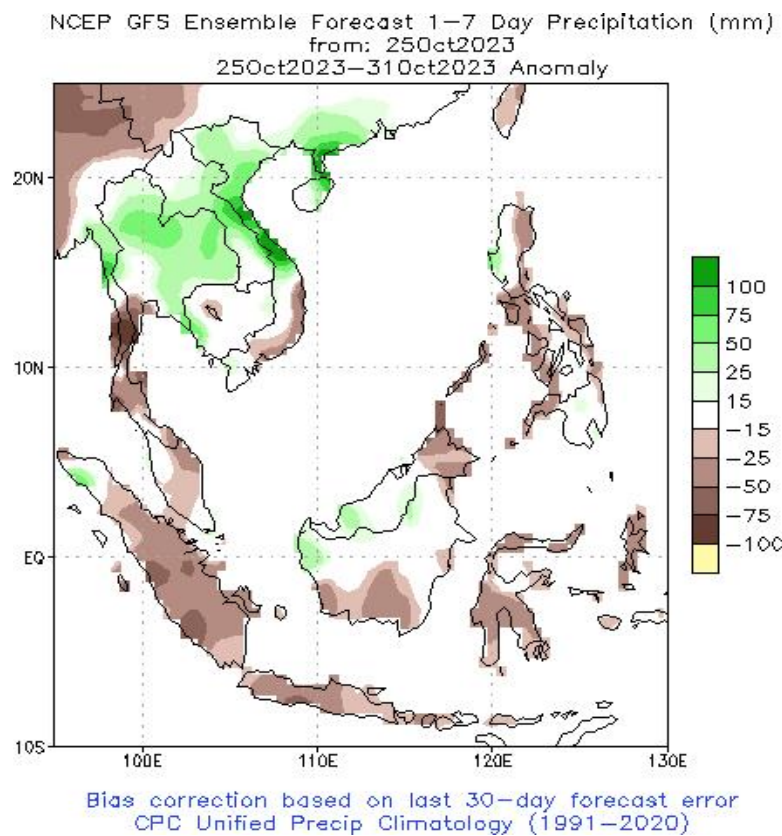 NCEP GFS Ensemble Forecast 1-7 Day Precipitation (mm)
from: 25Oct2023
25Oct2023-31Oct2023 Anomaly
20N
10N
EQ
10S
100E
110E
120E
130E
100
75
50
25
15
-15
-25
-50
-75
-100
Bias correction based on last 30-day forecast error
CPC Unified Precip Climatology (1991-2020)